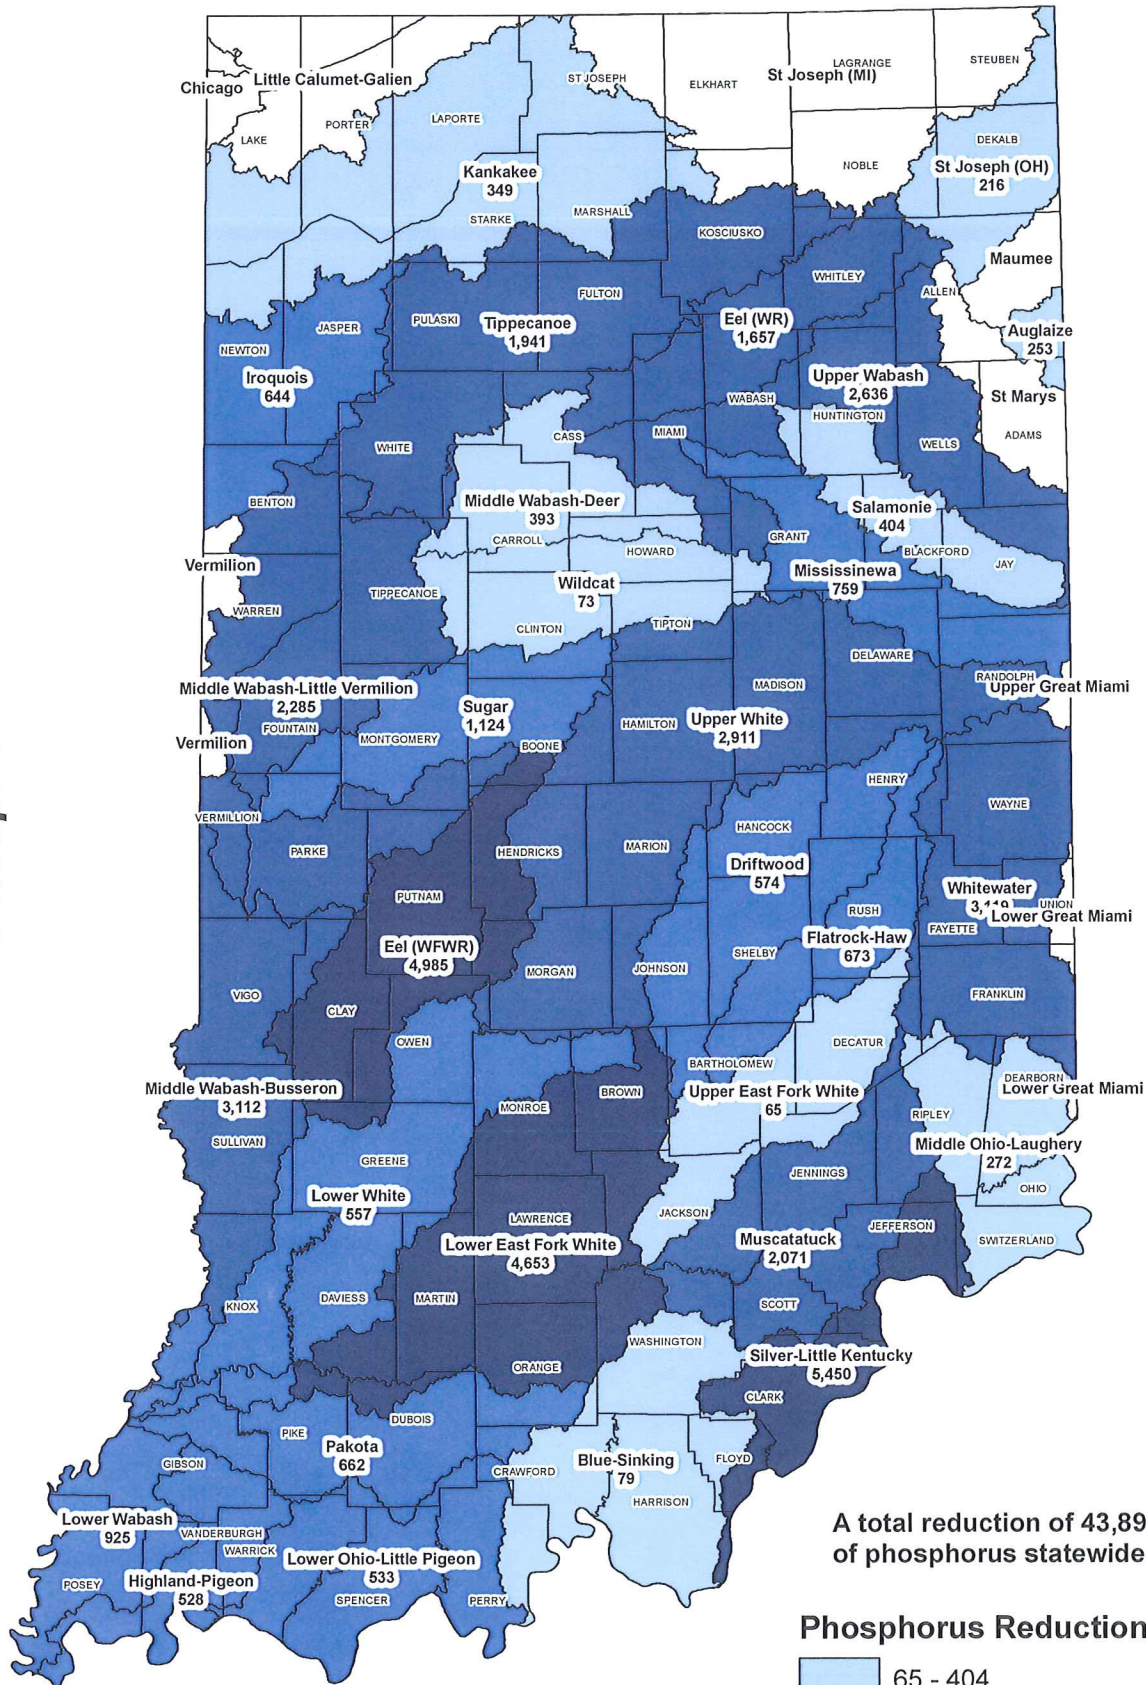 STEUBEN
LAGRANGE
St Joseph (MI)
ST JOSEPH
ELKHART
Little Calumet-Galien
Chicago
LAPORTE
PORTER
LAKE
DEKALB
NOBLE
St Joseph (OH)
216
Kankakee
349
MARSHALL
STARKE
KOSCIUSKO
Maumee
WHITLEY
ALLEN
FULTON
PULASKI
Tippecanoe
1,941
Eel (WR)
1,657
JASPER
Auglaize
253
NEWTON
Iroquois
644
Upper Wabash
2,636
St Marys
WABASH
HUNTINGTON
CASS
MIAMI
ADAMS
WHITE
WELLS
BENTON
Middle Wabash-Deer
393
Salamonie
404
CARROLL
GRANT
HOWARD
BLACKFORD
JAY
Vermilion
Mississinewa
759
Wildcat
73
TIPPECANOE
WARREN
CLINTON
TIPTON
DELAWARE
RANDOLPH
Upper Great Miami
Middle Wabash-Little Vermilion
2,285
MADISON
Sugar
1,124
Upper White
2,911
HAMILTON
FOUNTAIN
MONTGOMERY
Vermilion
BOONE
HENRY
WAYNE
VERMILLION
HANCOCK
PARKE
HENDRICKS
MARION
Driftwood
574
Whitewater
UNION
Lower Great Miami
PUTNAM
RUSH
FAYETTE
Flatrock-Haw
673
Eel (WFWR)
4,985
SHELBY
MORGAN
JOHNSON
VIGO
FRANKLIN
CLAY
OWEN
DECATUR
BARTHOLOMEW
DEARBORN
Lower Great Miami
Middle Wabash-Busseron
3,112
BROWN
Upper East Fork White
65
MONROE
RIPLEY
SULLIVAN
Middle Ohio-Laughery
272
GREENE
JENNINGS
OHIO
Lower White
557
LAWRENCE
JACKSON
JEFFERSON
Lower East Fork White
4,653
Muscatatuck
2,071
SWITZERLAND
KNOX
DAVIESS
MARTIN
SCOTT
WASHINGTON
Silver-Little Kentucky
5,450
ORANGE
CLARK
DUBOIS
PIKE
Pakota
662
GIBSON
CRAWFORD
Blue-Sinking
79
FLOYD
HARRISON
Lower Wabash
925
VANDERBURGH
WARRICK
Lower Ohio-Little Pigeon
533
POSEY
Highland-Pigeon
528
SPENCER
PERRY
A total reduction of 43,89
of phosphorus statewide
Phosphorus Reduction
65 - 404